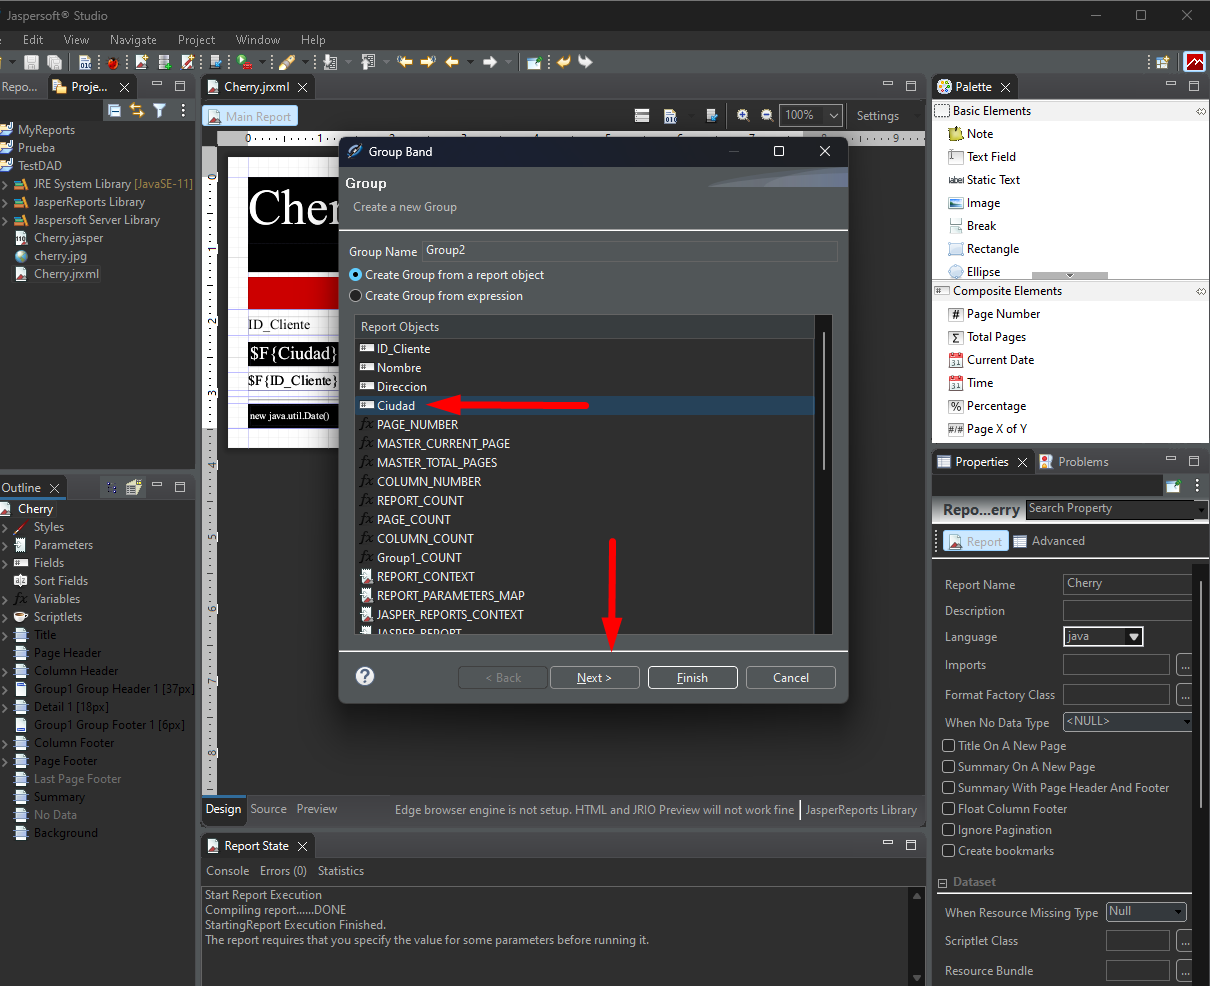 Jaspersoft® Studio
Edit View Navigate Project Window Help
Repo... Proje...
MyReports
Prueba
TestDAD
JRE System Library [JavaSE-11]
JasperReports Library
Jaspersoft Server Library
Cherry.jasper
cherry.jpg
Cherry.jrxml
Outline
Cherry
Styles
Parameters
Fields
Sort Fields
Variables
Scriptlets
Title
Page Header
Column Header
Group1 Group Header 1 [37px]
Detail 1 [18px]
Group1 Group Footer 1 [6px]
Column Footer
Page Footer
Last Page Footer
Summary
No Data
Background
Cherry.jrxml
Main Report
100%
Settings
Cherr
ID_Cliente
$F{Ciudad}
$F{ID_Cliente}
new java.util.Date()
Group Band
Group
Create a new Group
Group Name Group2
Create Group from a report object
Create Group from expression
Report Objects
ID_Cliente
Nombre
Direccion
Ciudad
PAGE_NUMBER
MASTER_CURRENT_PAGE
MASTER_TOTAL_PAGES
COLUMN_NUMBER
REPORT_COUNT
PAGE_COUNT
COLUMN_COUNT
Group1_COUNT
REPORT_CONTEXT
REPORT_PARAMETERS_MAP
JASPER_REPORTS_CONTEXT
JASPER_REPORT
< Back Next > Finish Cancel
Design Source Preview
Edge browser engine is not setup. HTML and JRIO Preview will not work fine JasperReports Library
Report State
Console Errors (0) Statistics
Start Report Execution
Compiling report......DONE
StartingReport Execution Finished.
The report requires that you specify the value for some parameters before running it.
Palette
Basic Elements
Note
Text Field
label Static Text
Image
Break
Rectangle
Ellipse
Composite Elements
# Page Number
Σ Total Pages
31 Current Date
31 Time
% Percentage
#/# Page X of Y
Properties Problems
Repo...erry Search Property
Report Advanced
Report Name Cherry
Description
Language java
Imports ...
Format Factory Class ...
When No Data Type <NULL>
Title On A New Page
Summary On A New Page
Summary With Page Header And Footer
Float Column Footer
Ignore Pagination
Create bookmarks
Dataset
When Resource Missing Type Null
Scriptlet Class ...
Resource Bundle ...